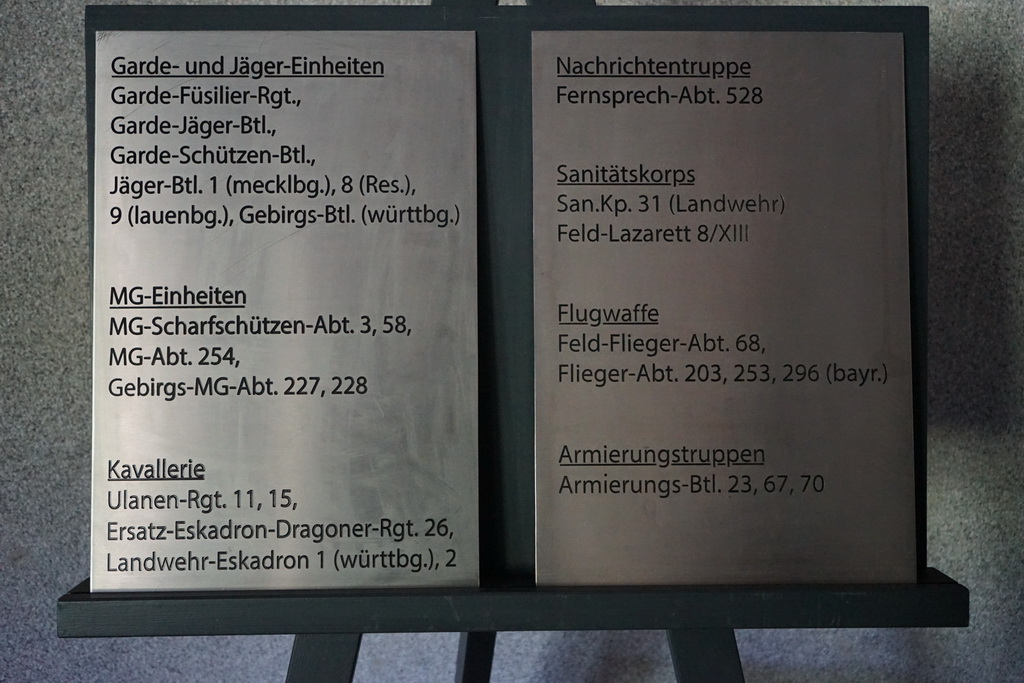 Garde- und Jäger-Einheiten
Garde-Füsilier-Rgt.,
Garde-Jäger-Btl.,
Garde-Schützen-Btl.,
Jäger-Btl. 1 (mecklbg.), 8 (Res.),
9 (lauenbg.), Gebirgs-Btl. (württbg.)
MG-Einheiten
MG-Scharfschützen-Abt. 3, 58,
MG-Abt. 254,
Gebirgs-MG-Abt. 227, 228
Kavallerie
Ulanen-Rgt. 11, 15,
Ersatz-Eskadron-Dragoner-Rgt. 26,
Landwehr-Eskadron 1 (württbg.), 2
Nachrichtentruppe
Fernsprech-Abt. 528
Sanitätskorps
San.Kp. 31 (Landwehr)
Feld-Lazarett 8/XIII
Flugwaffe
Feld-Flieger-Abt. 68,
Flieger-Abt. 203, 253, 296 (bayr.)
Armierungstruppen
Armierungs-Btl. 23, 67, 70